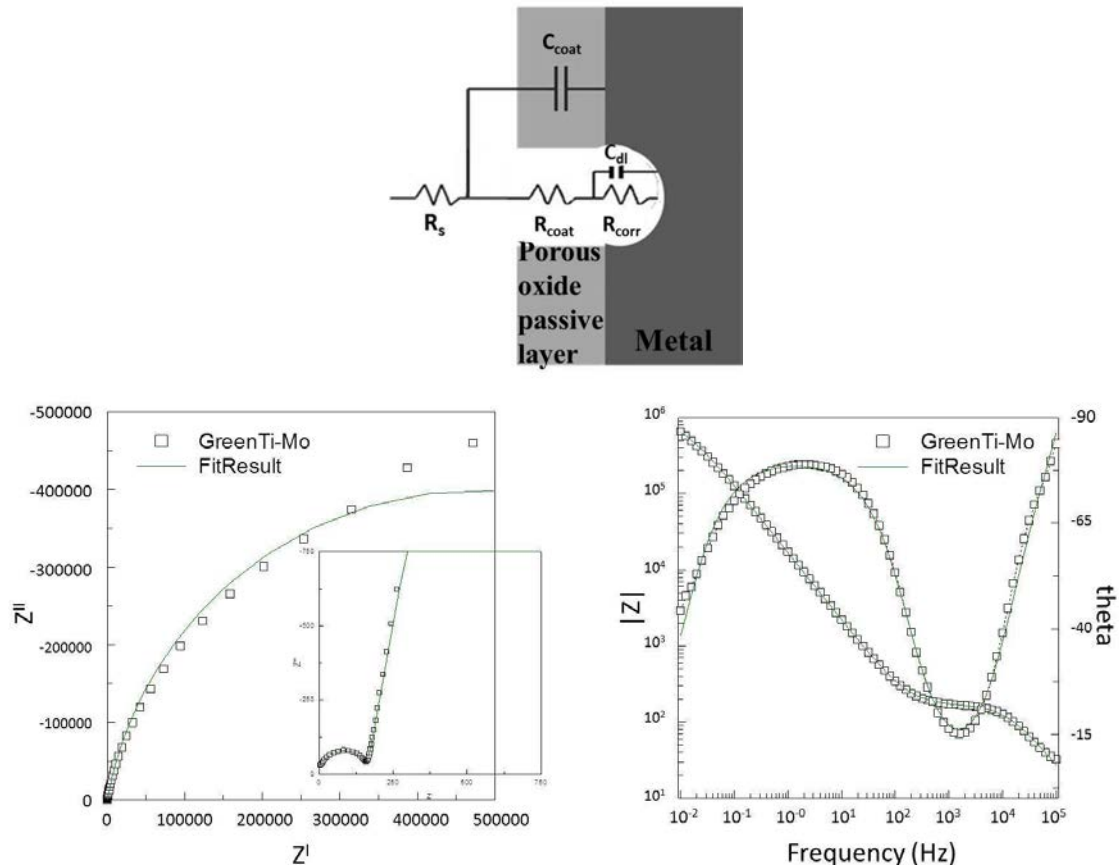 C_coat
C_dl
R_s
R_coat
R_corr
Porous
oxide
passive
layer
Metal
-500000
-400000
-300000
-200000
-100000
0
Z^II
GreenTi-Mo
FitResult
-750
-500
-250
0
250
500
750
0
100000
200000
300000
400000
500000
Z^I
10^6
10^5
10^4
10^3
10^2
10^1
|Z|
GreenTi-Mo
FitResult
-90
-65
-40
-15
theta
10^-2
10^-1
10^-0
10^1
10^2
10^3
10^4
10^5
Frequency (Hz)